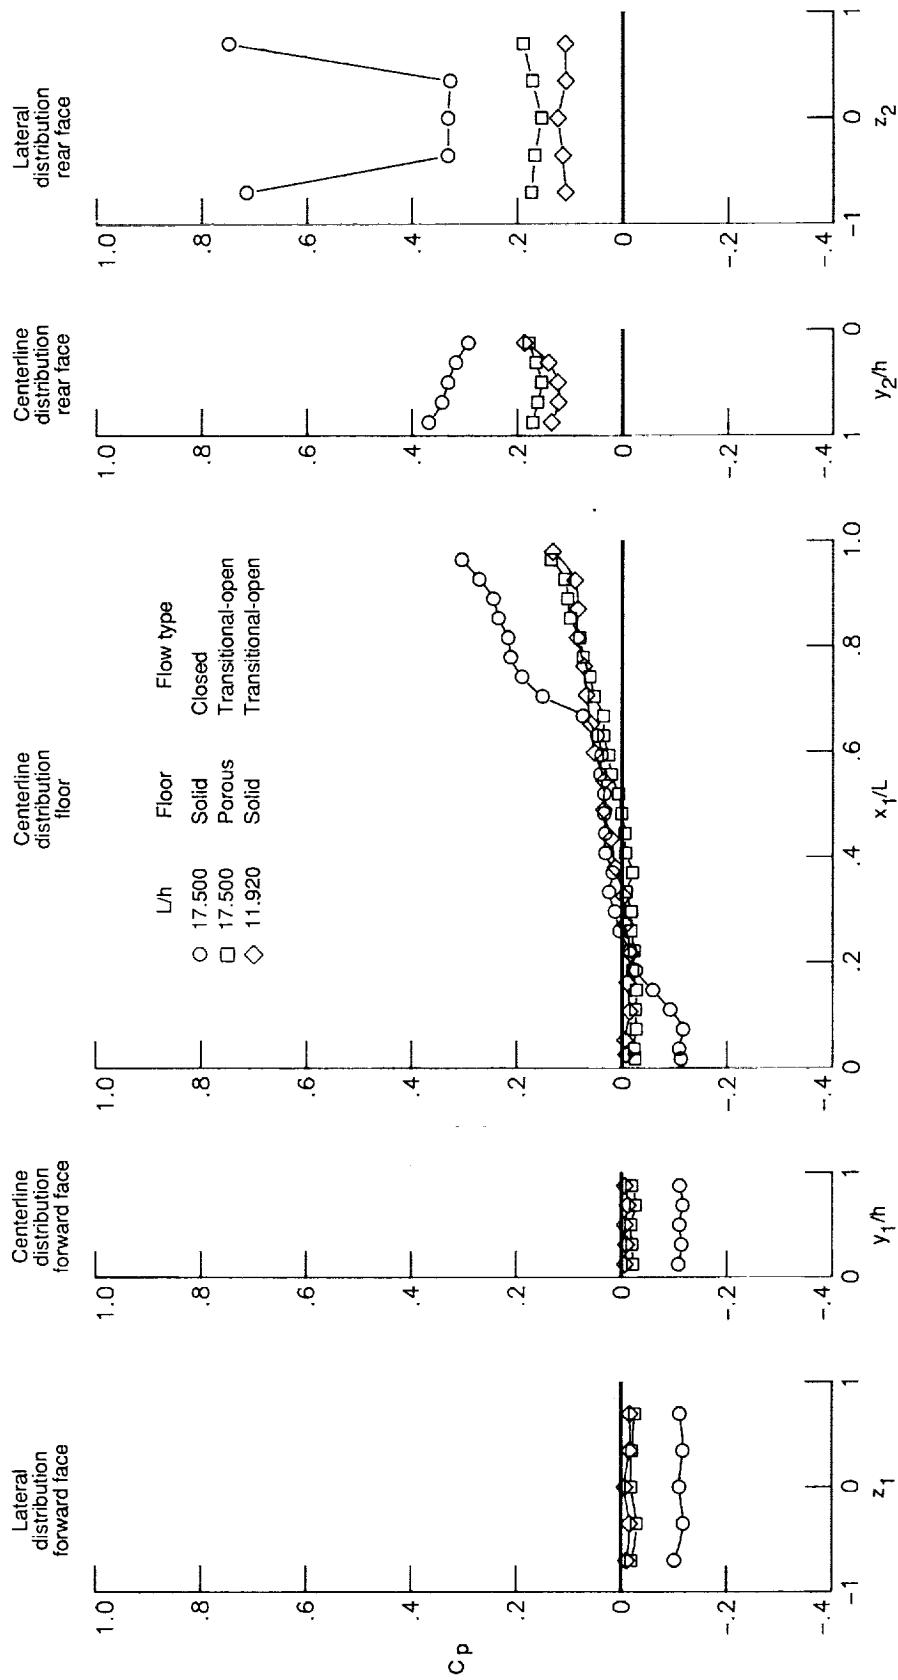 Lateral
distribution
forward face
Centerline
distribution
forward face
Centerline
distribution
floor
Centerline
distribution
rear face
Lateral
distribution
rear face
L/h Floor Flow type
17.500 Solid Closed
17.500 Porous Transitional-open
11.920 Solid Transitional-open
Cp
1.0
.8
.6
.4
.2
0
-.2
-.4
-1 0 1
z1
1.0
.8
.6
.4
.2
0
-.2
-.4
0 1
y1/h
1.0
.8
.6
.4
.2
0
-.2
-.4
0 .2 .4 .6 .8 1.0
x1/L
1.0
.8
.6
.4
.2
0
-.2
-.4
1 0
y2/h
1.0
.8
.6
.4
.2
0
-.2
-.4
-1 0 1
z2